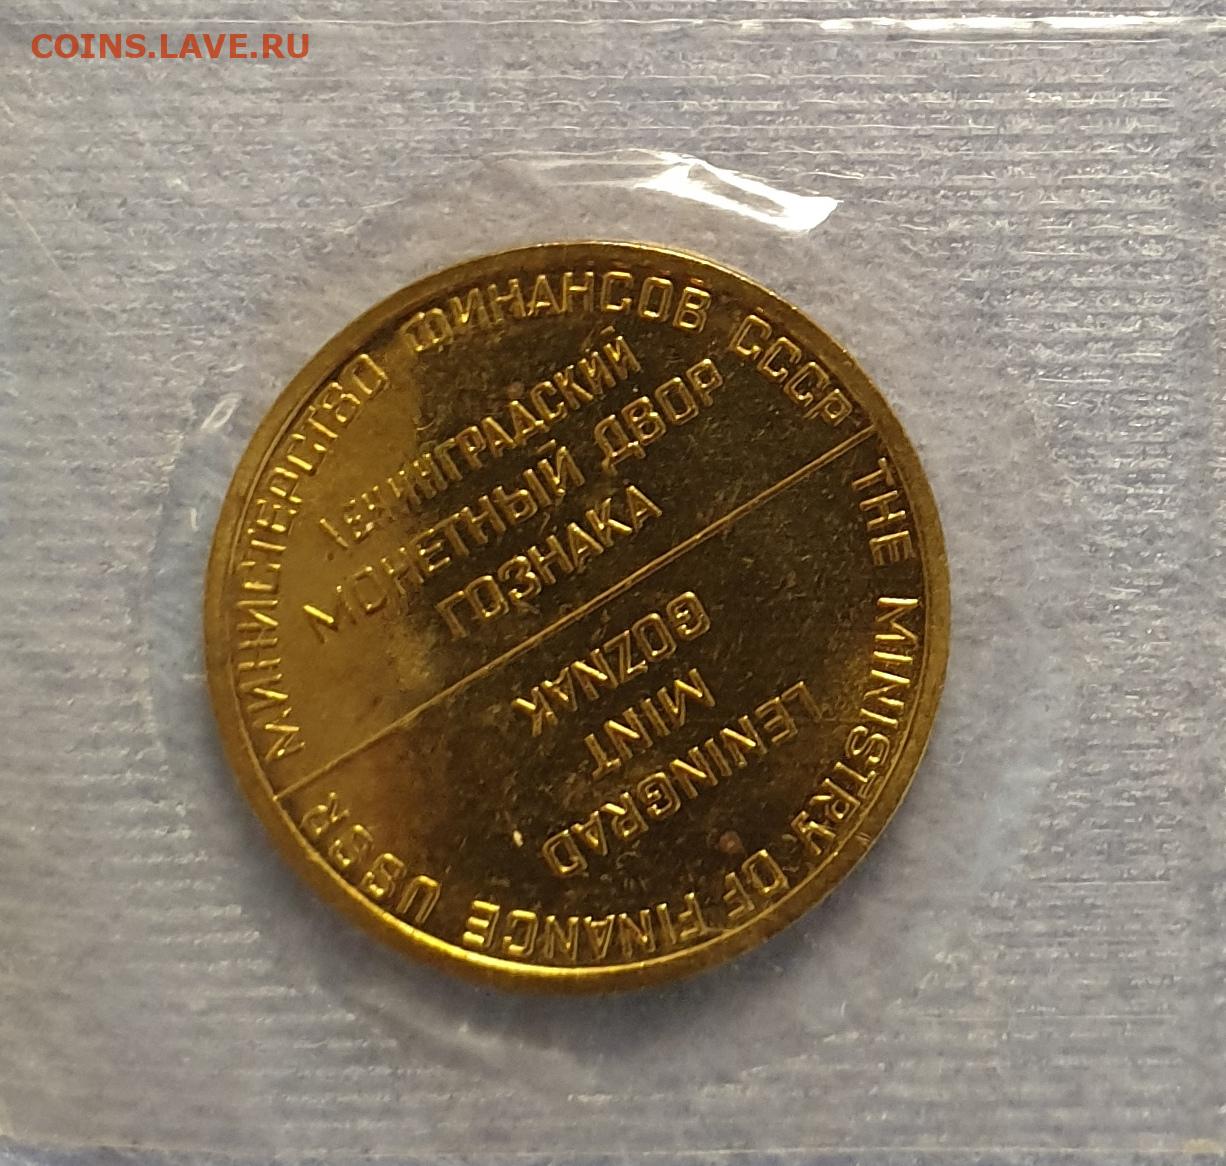 COINS.LAVE.RU
МИНИСТЕРСТВО ФИНАНСОВ СССР
ЛЕНИНГРАДСКИЙ
МОНЕТНЫЙ ДВОР
ГОЗНАКА
THE MINISTRY OF FINANCE USSR
LENINGRAD
MINT
GOZNAK